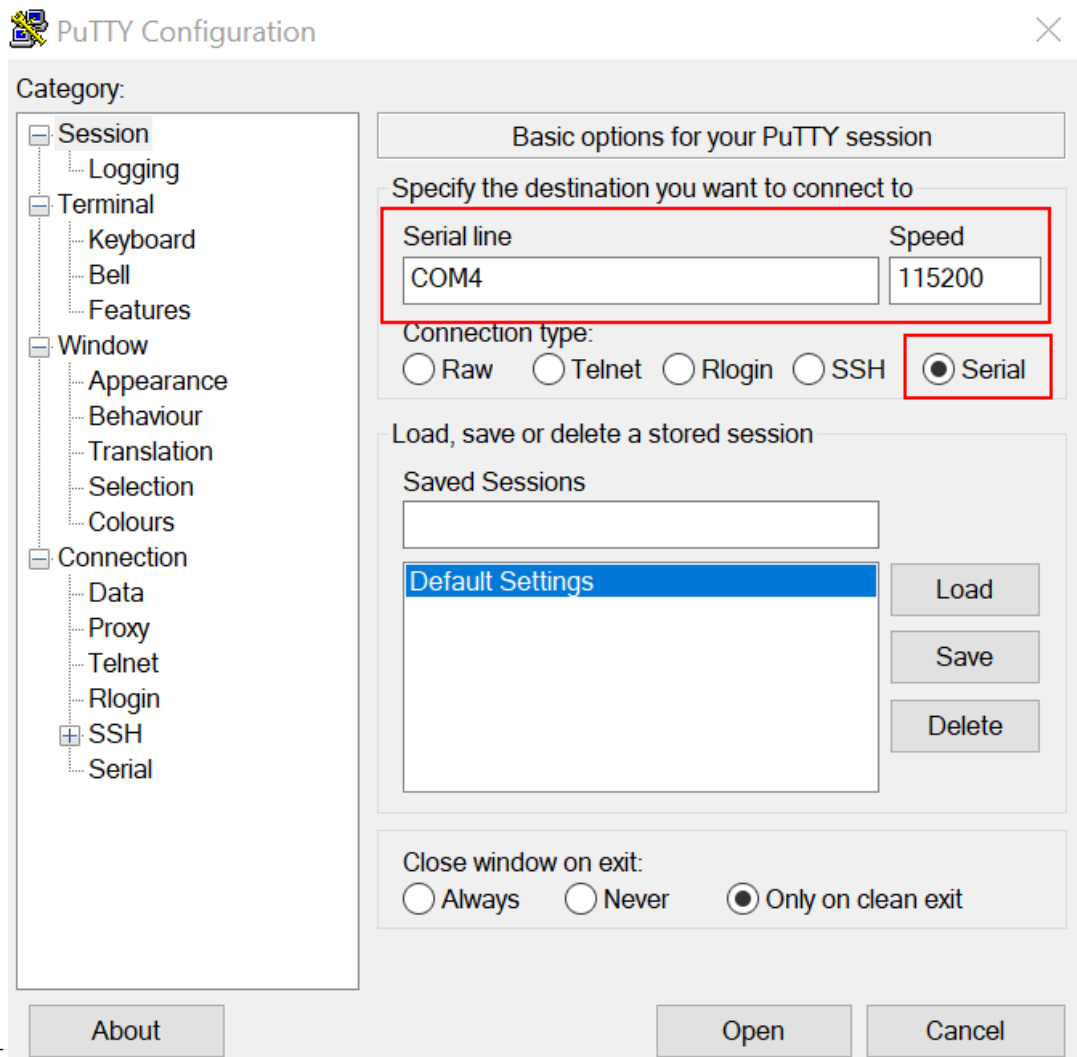 PuTTY Configuration
Category:
Session
Logging
Terminal
Keyboard
Bell
Features
Window
Appearance
Behaviour
Translation
Selection
Colours
Connection
Data
Proxy
Telnet
Rlogin
SSH
Serial
Basic options for your PuTTY session
Specify the destination you want to connect to
Serial line Speed
COM4 115200
Connection type:
Raw Telnet Rlogin SSH Serial
Load, save or delete a stored session
Saved Sessions
Default Settings
Load
Save
Delete
Close window on exit:
Always Never Only on clean exit
About Open Cancel